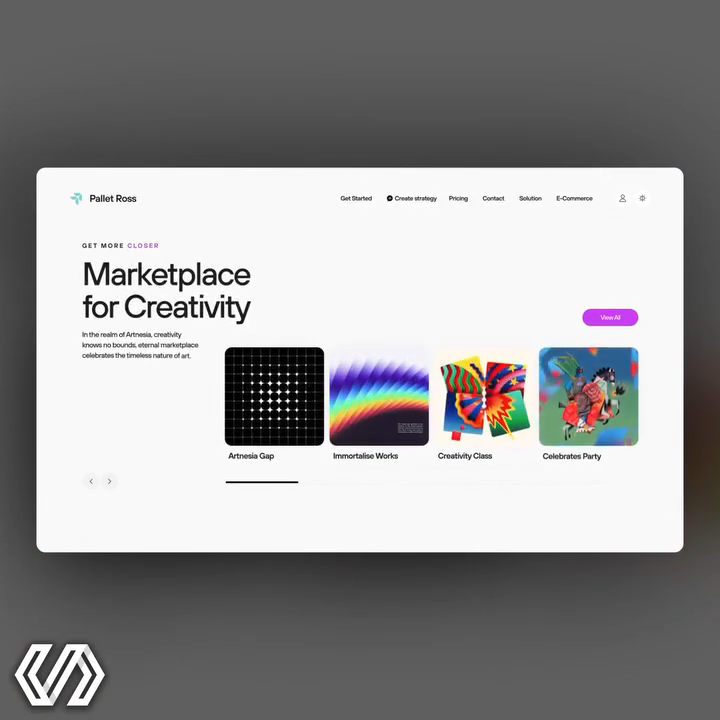 Pallet Ross
Get Started
Create strategy
Pricing
Contact
Solution
E-Commerce
GET MORE CLOSER
Marketplace
for Creativity
In the realm of Artnesia, creativity
knows no bounds, eternal marketplace
celebrates the timeless nature of art.
View All
Artnesia Gap
Immortalise Works
Creativity Class
Celebrates Party